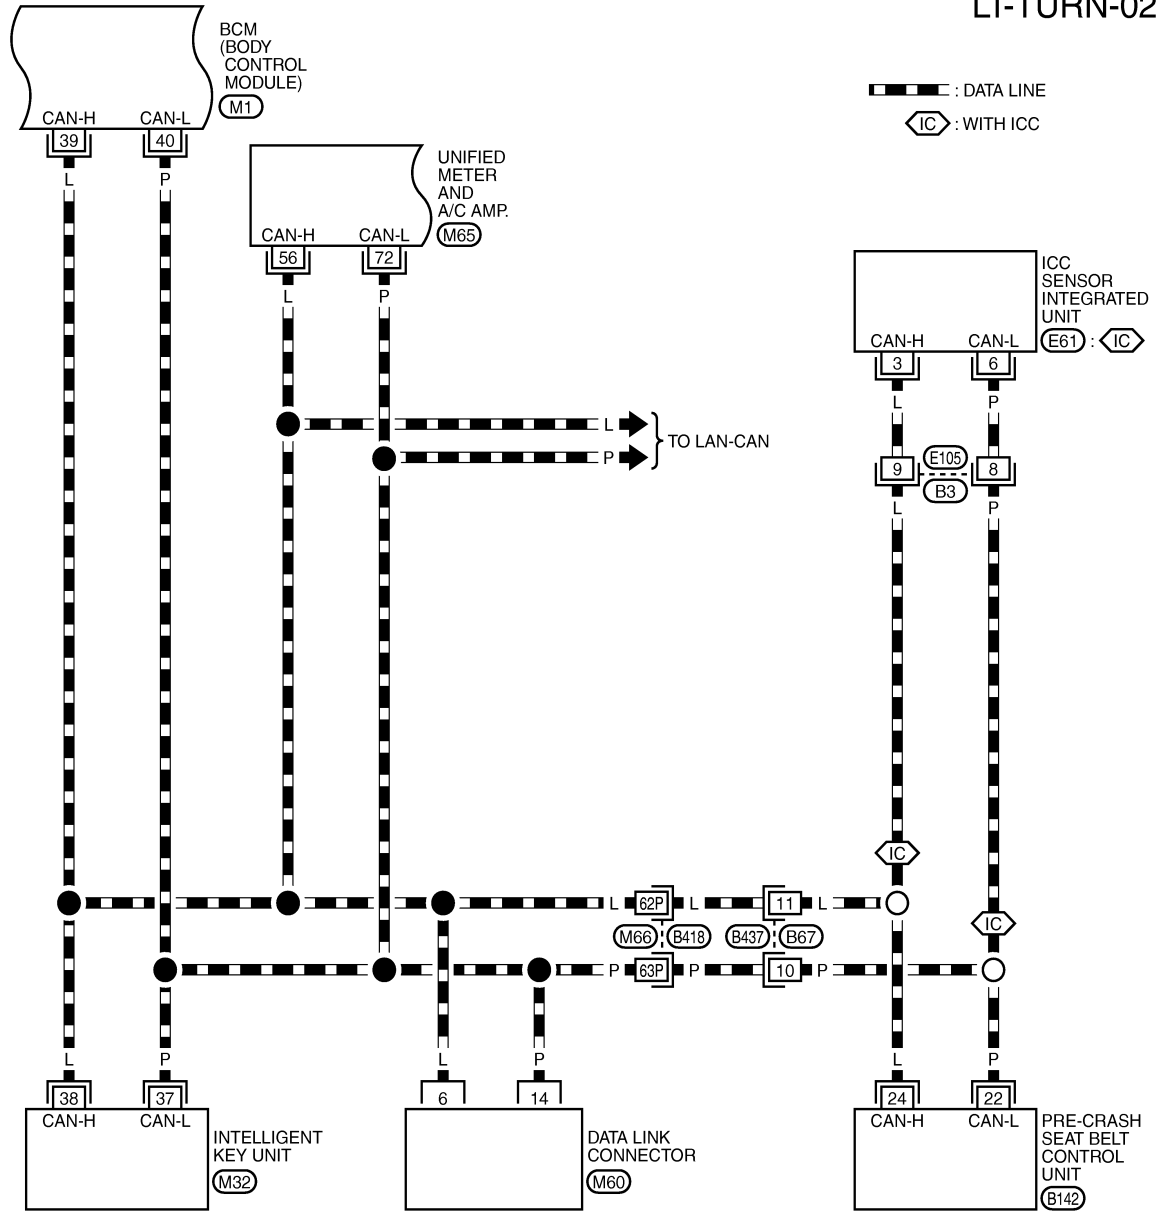 LT-TURN-02
BCM
(BODY
CONTROL
MODULE)
M1
CAN-H CAN-L
39 40
L P
: DATA LINE
IC : WITH ICC
UNIFIED
METER
AND
A/C AMP.
M65
CAN-H CAN-L
56 72
L P
L
P
TO LAN-CAN
ICC
SENSOR
INTEGRATED
UNIT
E61 : IC
CAN-H CAN-L
3 6
L P
9 E105 8
B3
L P
IC
IC
L 62P L 11 L
M66 B418 B437 B67
P 63P P 10 P
L P L P L P
38 37 6 14 24 22
CAN-H CAN-L
INTELLIGENT
KEY UNIT
M32
DATA LINK
CONNECTOR
M60
CAN-H CAN-L
PRE-CRASH
SEAT BELT
CONTROL
UNIT
B142